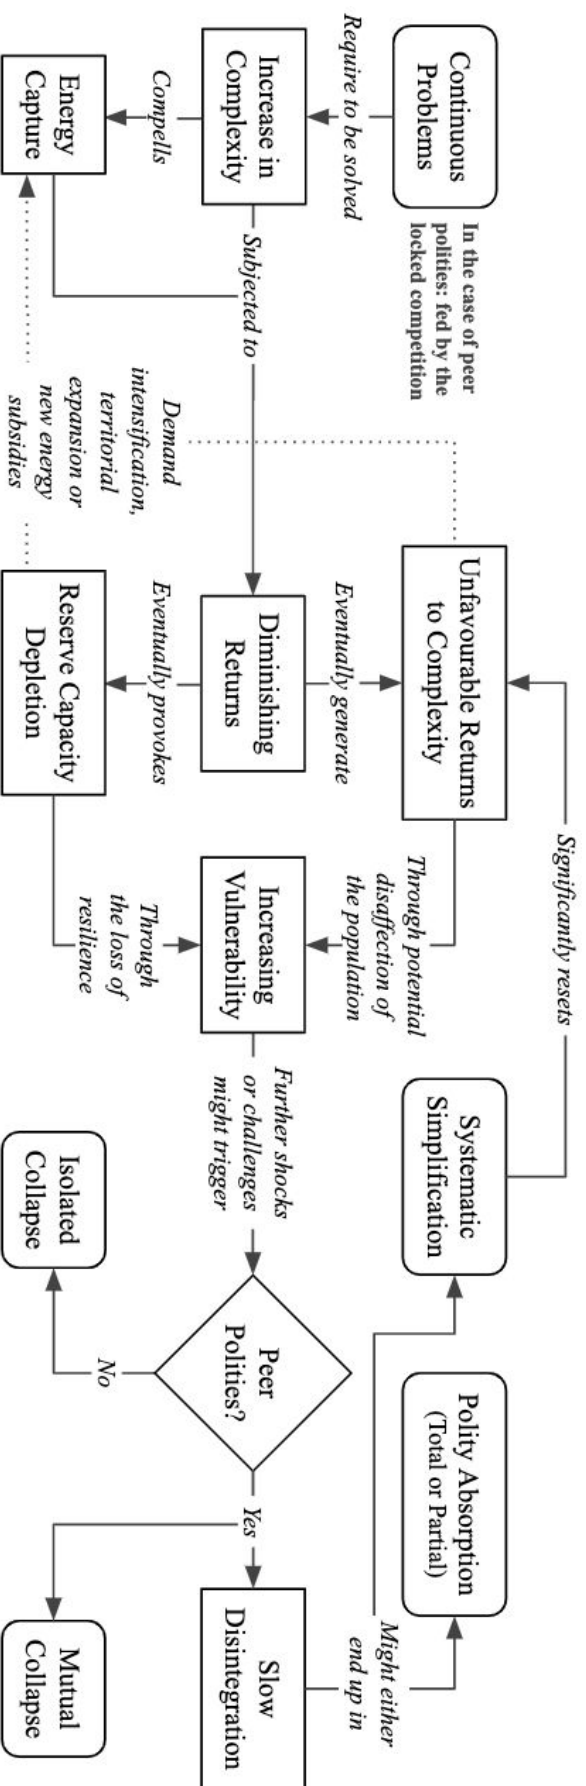 Continuous
Problems
In the case of peer
polities: fed by the
locked competition
Require to be solved
Increase in
Complexity
Compells
Energy
Capture
Subjected to
Demand
intensification,
territorial
expansion or
new energy
subsidies
Unfavourable Returns
to Complexity
Eventually generate
Diminishing
Returns
Eventually provokes
Reserve Capacity
Depletion
Significantly resets
Through potential
disaffection of
the population
Increasing
Vulnerability
Through
the loss of
resilience
Further shocks
or challenges
might trigger
Systematic
Simplification
Peer
Polities?
No
Isolated
Collapse
Yes
Polity Absorption
(Total or Partial)
Might either
end up in
Slow
Disintegration
Mutual
Collapse